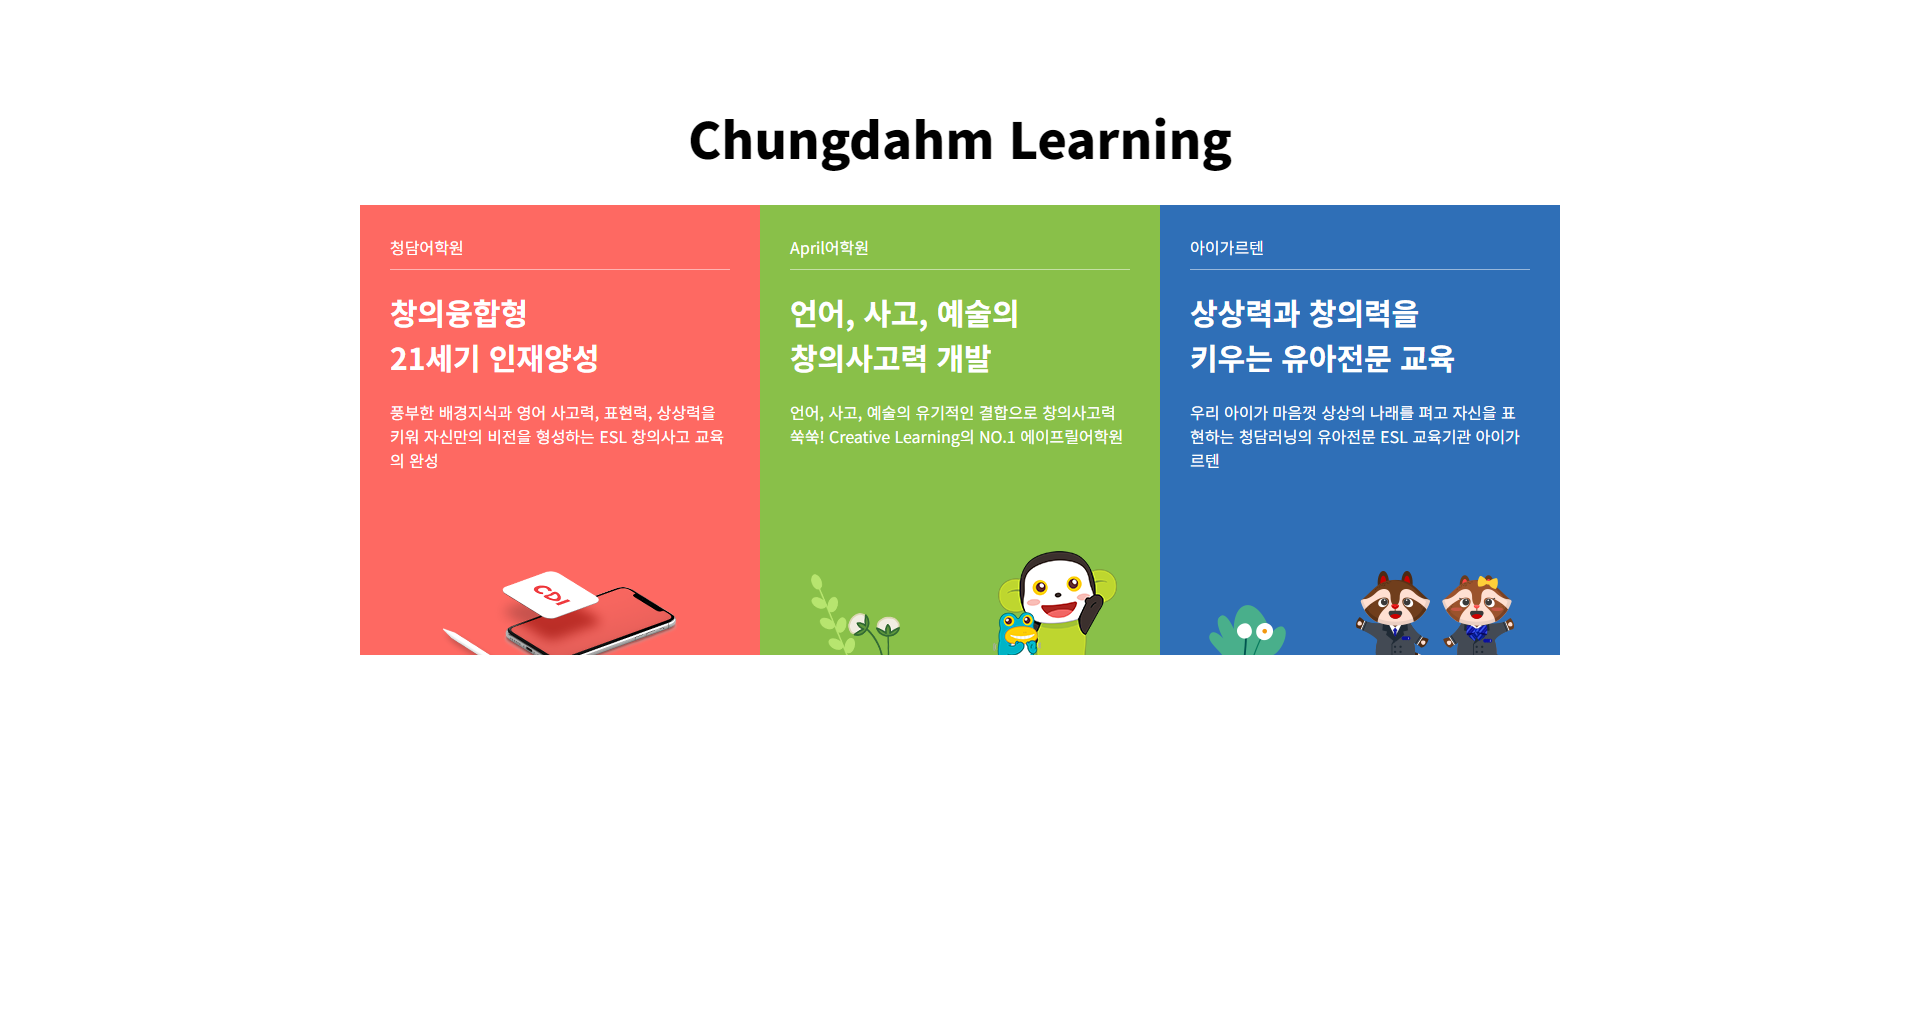 Chungdahm Learning
청담어학원
창의융합형
21세기 인재양성
풍부한 배경지식과 영어 사고력, 표현력, 상상력을
키워 자신만의 비전을 형성하는 ESL 창의사고 교육
의 완성
CDI
April어학원
언어, 사고, 예술의
창의사고력 개발
언어, 사고, 예술의 유기적인 결합으로 창의사고력
쑥쑥! Creative Learning의 NO.1 에이프릴어학원
아이가르텐
상상력과 창의력을
키우는 유아전문 교육
우리 아이가 마음껏 상상의 나래를 펴고 자신을 표
현하는 청담러닝의 유아전문 ESL 교육기관 아이가
르텐